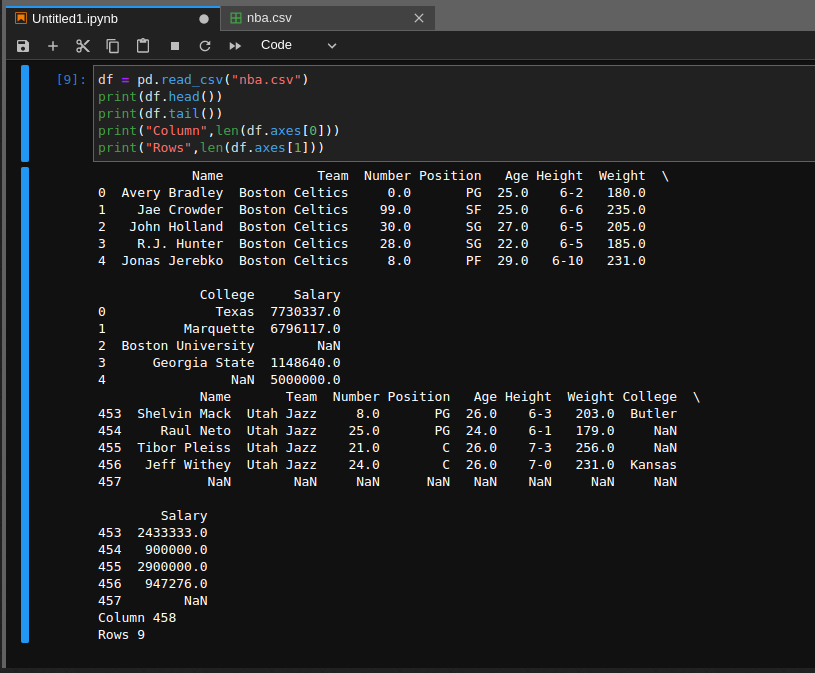 Untitled1.ipynb
nba.csv
Code
[9]: df = pd.read_csv("nba.csv")
print(df.head())
print(df.tail())
print("Column",len(df.axes[0]))
print("Rows",len(df.axes[1]))
            Name            Team  Number Position   Age Height  Weight  \
0  Avery Bradley  Boston Celtics     0.0       PG  25.0    6-2   180.0
1    Jae Crowder  Boston Celtics    99.0       SF  25.0    6-6   235.0
2   John Holland  Boston Celtics    30.0       SG  27.0    6-5   205.0
3    R.J. Hunter  Boston Celtics    28.0       SG  22.0    6-5   185.0
4  Jonas Jerebko  Boston Celtics     8.0       PF  29.0   6-10   231.0

             College     Salary
0              Texas  7730337.0
1          Marquette  6796117.0
2  Boston University        NaN
3      Georgia State  1148640.0
4                NaN  5000000.0
             Name       Team  Number Position   Age Height  Weight College  \
453  Shelvin Mack  Utah Jazz     8.0       PG  26.0    6-3   203.0  Butler
454     Raul Neto  Utah Jazz    25.0       PG  24.0    6-1   179.0     NaN
455  Tibor Pleiss  Utah Jazz    21.0        C  26.0    7-3   256.0     NaN
456   Jeff Withey  Utah Jazz    24.0        C  26.0    7-0   231.0  Kansas
457           NaN        NaN     NaN      NaN   NaN    NaN     NaN     NaN

        Salary
453  2433333.0
454   900000.0
455  2900000.0
456   947276.0
457        NaN
Column 458
Rows 9